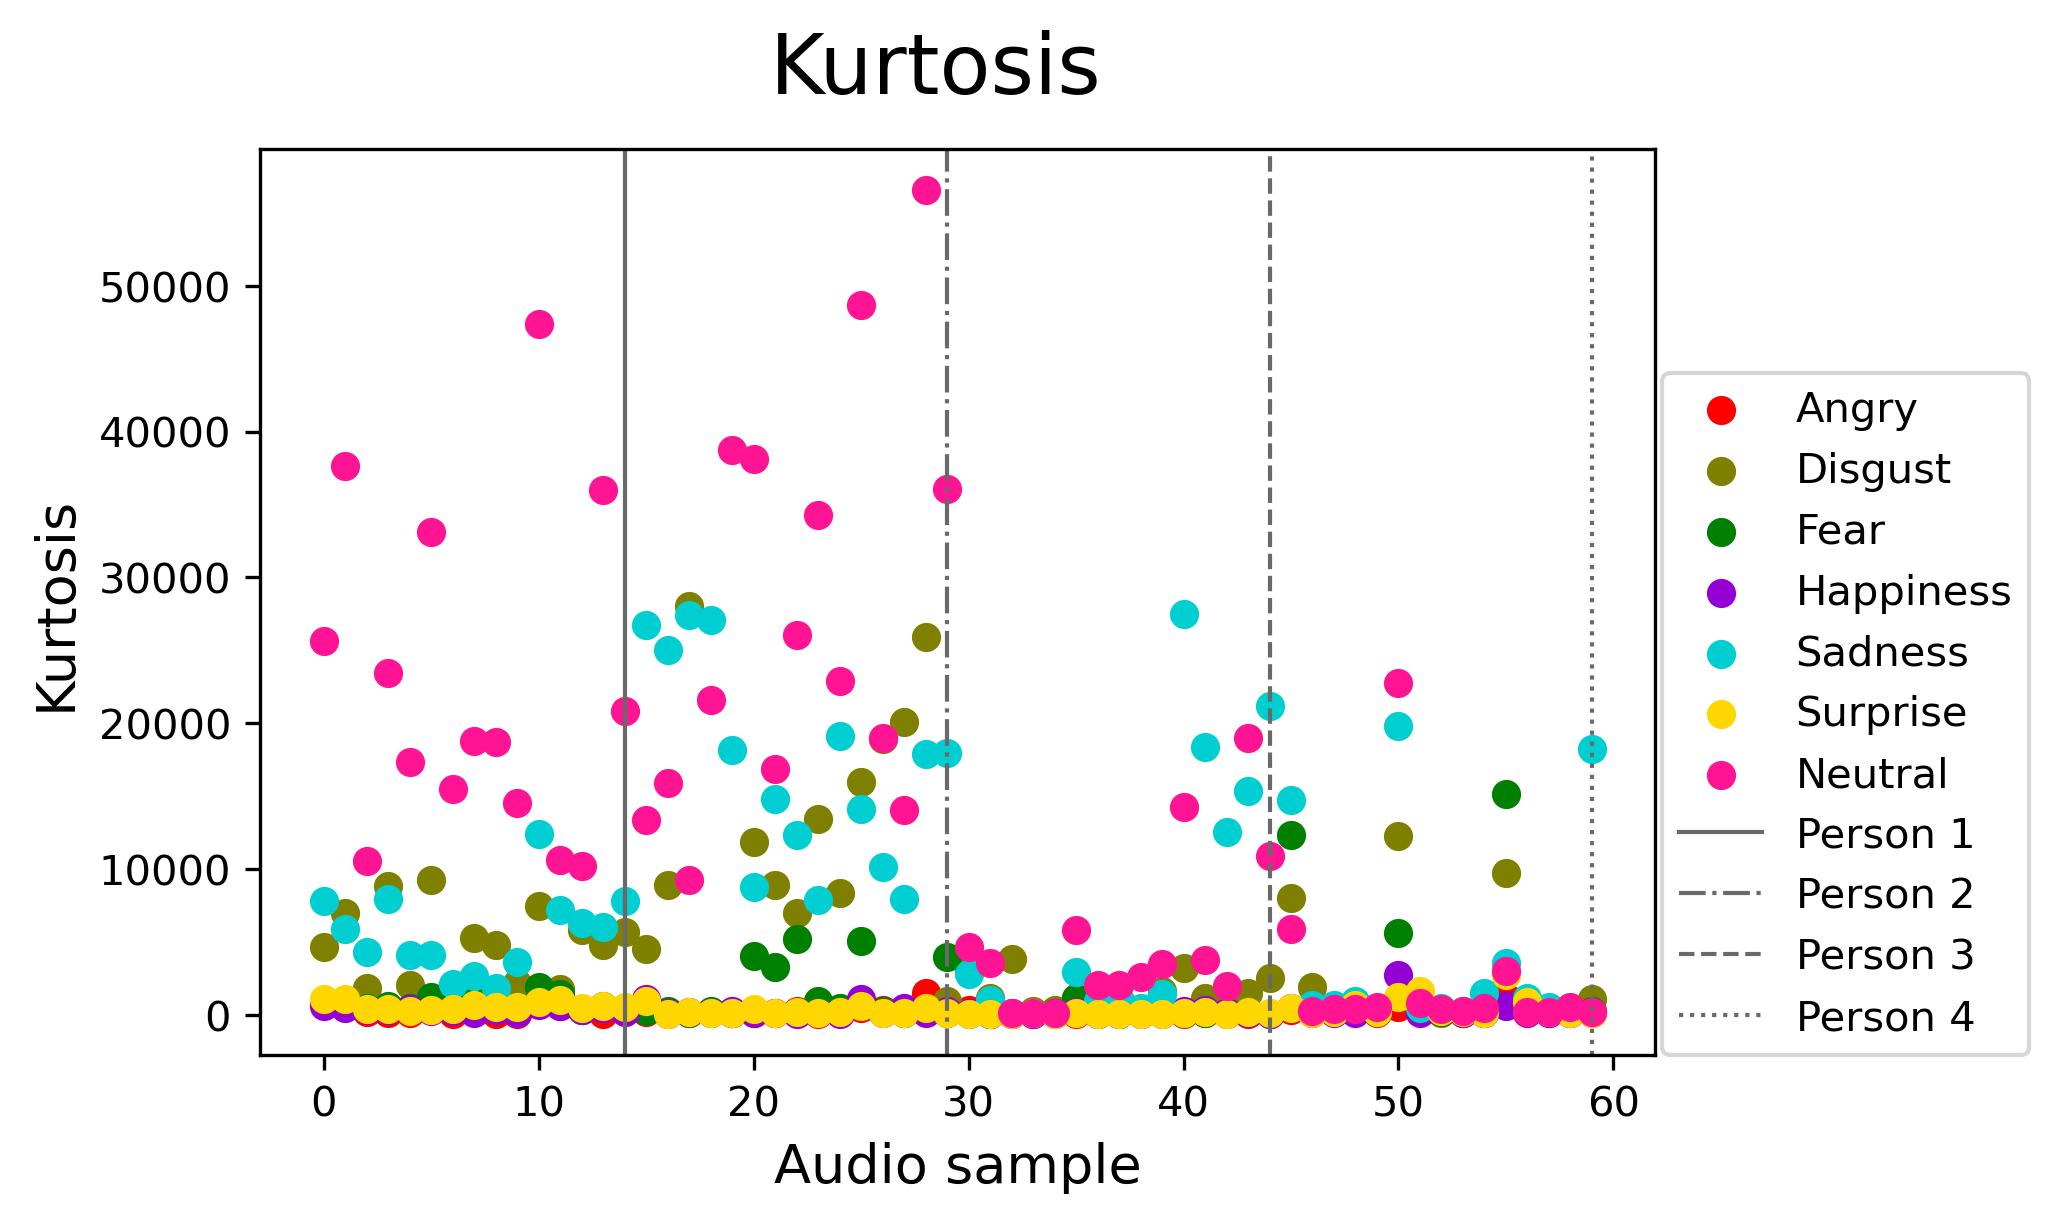 Kurtosis
Kurtosis
50000
40000
30000
20000
10000
0
0 10 20 30 40 50 60
Audio sample
Angry
Disgust
Fear
Happiness
Sadness
Surprise
Neutral
Person 1
Person 2
Person 3
Person 4